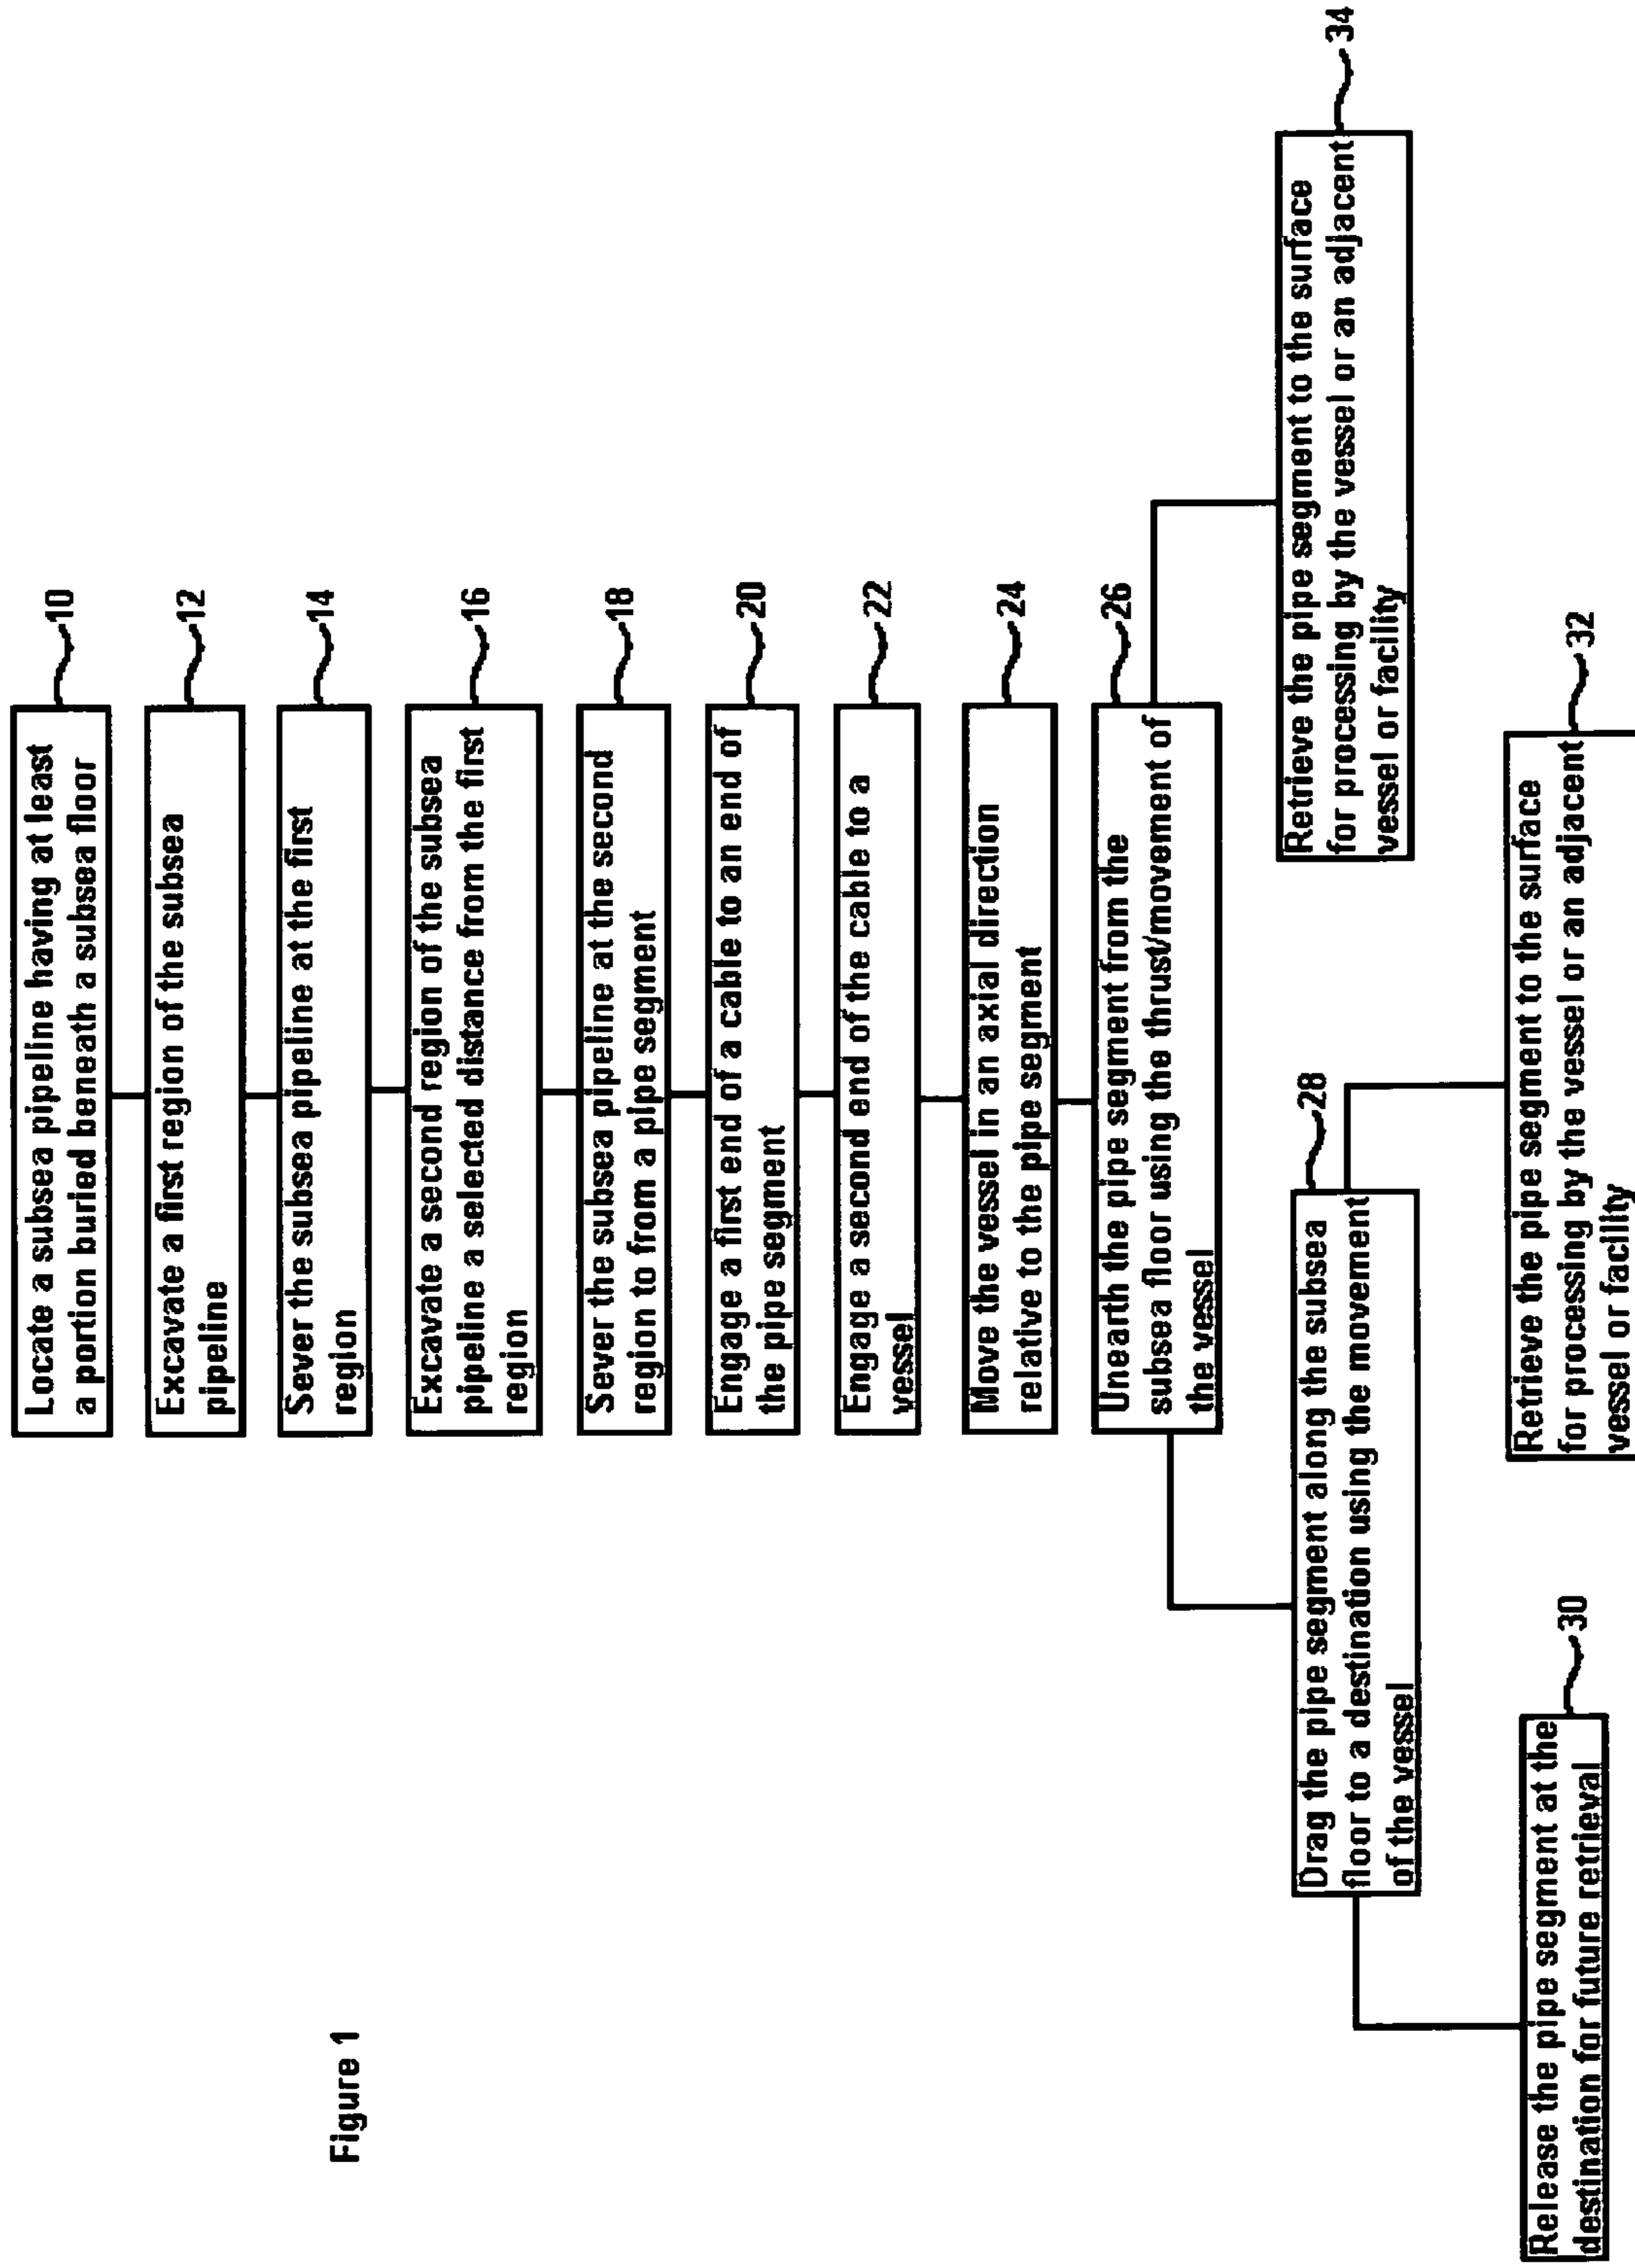 Figure 1
Locate a subsea pipeline having at least
a portion buried beneath a subsea floor
10
Excavate a first region of the subsea
pipeline
12
Sever the subsea pipeline at the first
region
14
Excavate a second region of the subsea
pipeline a selected distance from the first
region
16
Sever the subsea pipeline at the second
region to from a pipe segment
18
Engage a first end of a cable to an end of
the pipe segment
20
Engage a second end of the cable to a
vessel
22
Move the vessel in an axial direction
relative to the pipe segment
24
Unearth the pipe segment from the
subsea floor using the thrust/movement of
the vessel
26
Drag the pipe segment along the subsea
floor to a destination using the movement
of the vessel
28
Retrieve the pipe segment to the surface
for processing by the vessel or an adjacent
vessel or facility
34
Release the pipe segment at the
destination for future retrieval
30
Retrieve the pipe segment to the surface
for processing by the vessel or an adjacent
vessel or facility
32